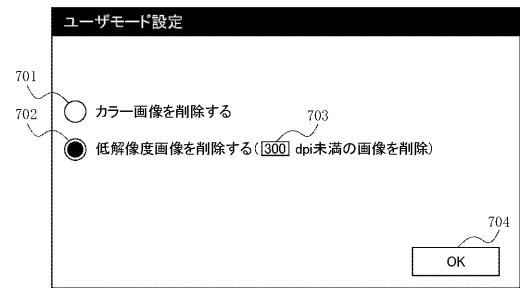 ユーザモード設定
701
カラー画像を削除する
702
703
低解像度画像を削除する(300 dpi未満の画像を削除)
704
OK